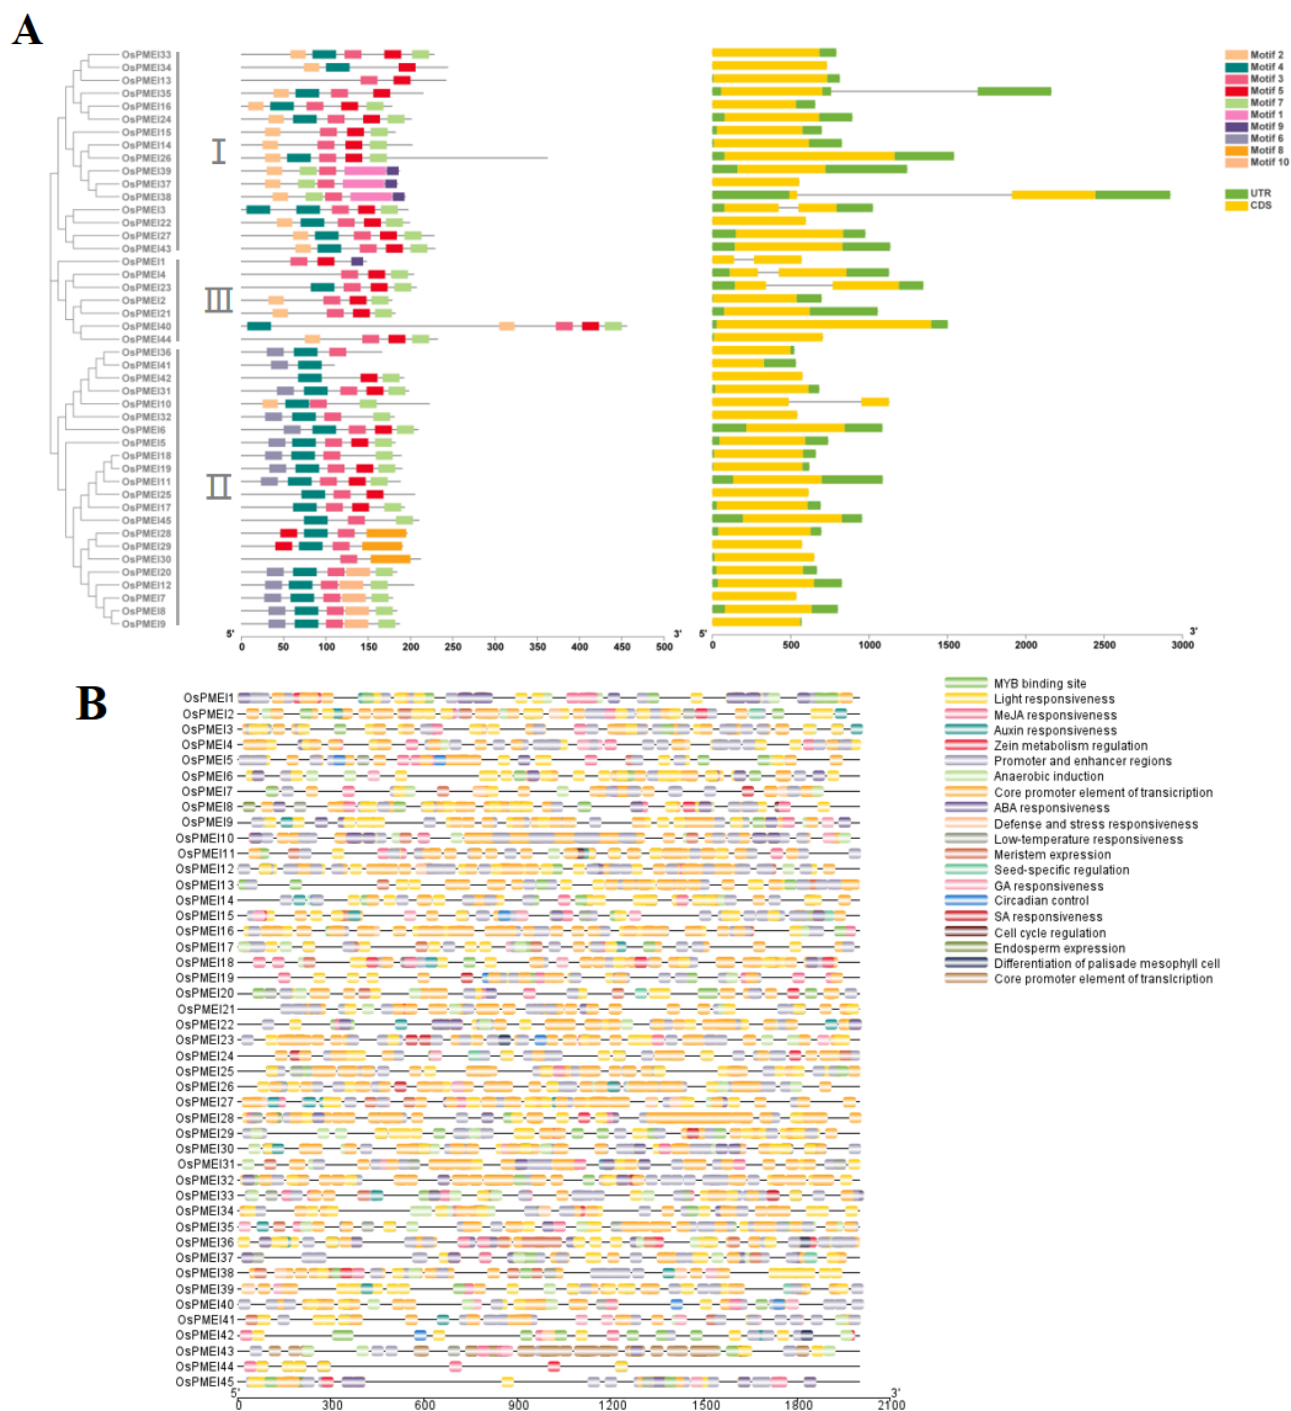 A
OsPMEI33
OsPMEI34
OsPMEI13
OsPMEI35
OsPMEI16
OsPMEI24
OsPMEI15
OsPMEI14
OsPMEI26
OsPMEI39
OsPMEI37
OsPMEI38
OsPMEI3
OsPMEI22
OsPMEI27
OsPMEI43
OsPMEI1
OsPMEI4
OsPMEI23
OsPMEI2
OsPMEI21
OsPMEI40
OsPMEI44
OsPMEI36
OsPMEI41
OsPMEI42
OsPMEI31
OsPMEI10
OsPMEI32
OsPMEI6
OsPMEI5
OsPMEI18
OsPMEI19
OsPMEI11
OsPMEI25
OsPMEI17
OsPMEI45
OsPMEI28
OsPMEI29
OsPMEI30
OsPMEI20
OsPMEI12
OsPMEI7
OsPMEI8
OsPMEI9
I
III
II
5' 3'
0 50 100 150 200 250 300 350 400 450 500
5' 3'
0 500 1000 1500 2000 2500 3000
Motif 2
Motif 4
Motif 3
Motif 5
Motif 7
Motif 1
Motif 9
Motif 6
Motif 8
Motif 10
UTR
CDS
B
OsPMEI1
OsPMEI2
OsPMEI3
OsPMEI4
OsPMEI5
OsPMEI6
OsPMEI7
OsPMEI8
OsPMEI9
OsPMEI10
OsPMEI11
OsPMEI12
OsPMEI13
OsPMEI14
OsPMEI15
OsPMEI16
OsPMEI17
OsPMEI18
OsPMEI19
OsPMEI20
OsPMEI21
OsPMEI22
OsPMEI23
OsPMEI24
OsPMEI25
OsPMEI26
OsPMEI27
OsPMEI28
OsPMEI29
OsPMEI30
OsPMEI31
OsPMEI32
OsPMEI33
OsPMEI34
OsPMEI35
OsPMEI36
OsPMEI37
OsPMEI38
OsPMEI39
OsPMEI40
OsPMEI41
OsPMEI42
OsPMEI43
OsPMEI44
OsPMEI45
5' 3'
0 300 600 900 1200 1500 1800 2100
MYB binding site
Light responsiveness
MeJA responsiveness
Auxin responsiveness
Zein metabolism regulation
Promoter and enhancer regions
Anaerobic induction
Core promoter element of transicription
ABA responsiveness
Defense and stress responsiveness
Low-temperature responsiveness
Meristem expression
Seed-specific regulation
GA responsiveness
Circadian control
SA responsiveness
Cell cycle regulation
Endosperm expression
Differentiation of palisade mesophyll cell
Core promoter element of transIcription